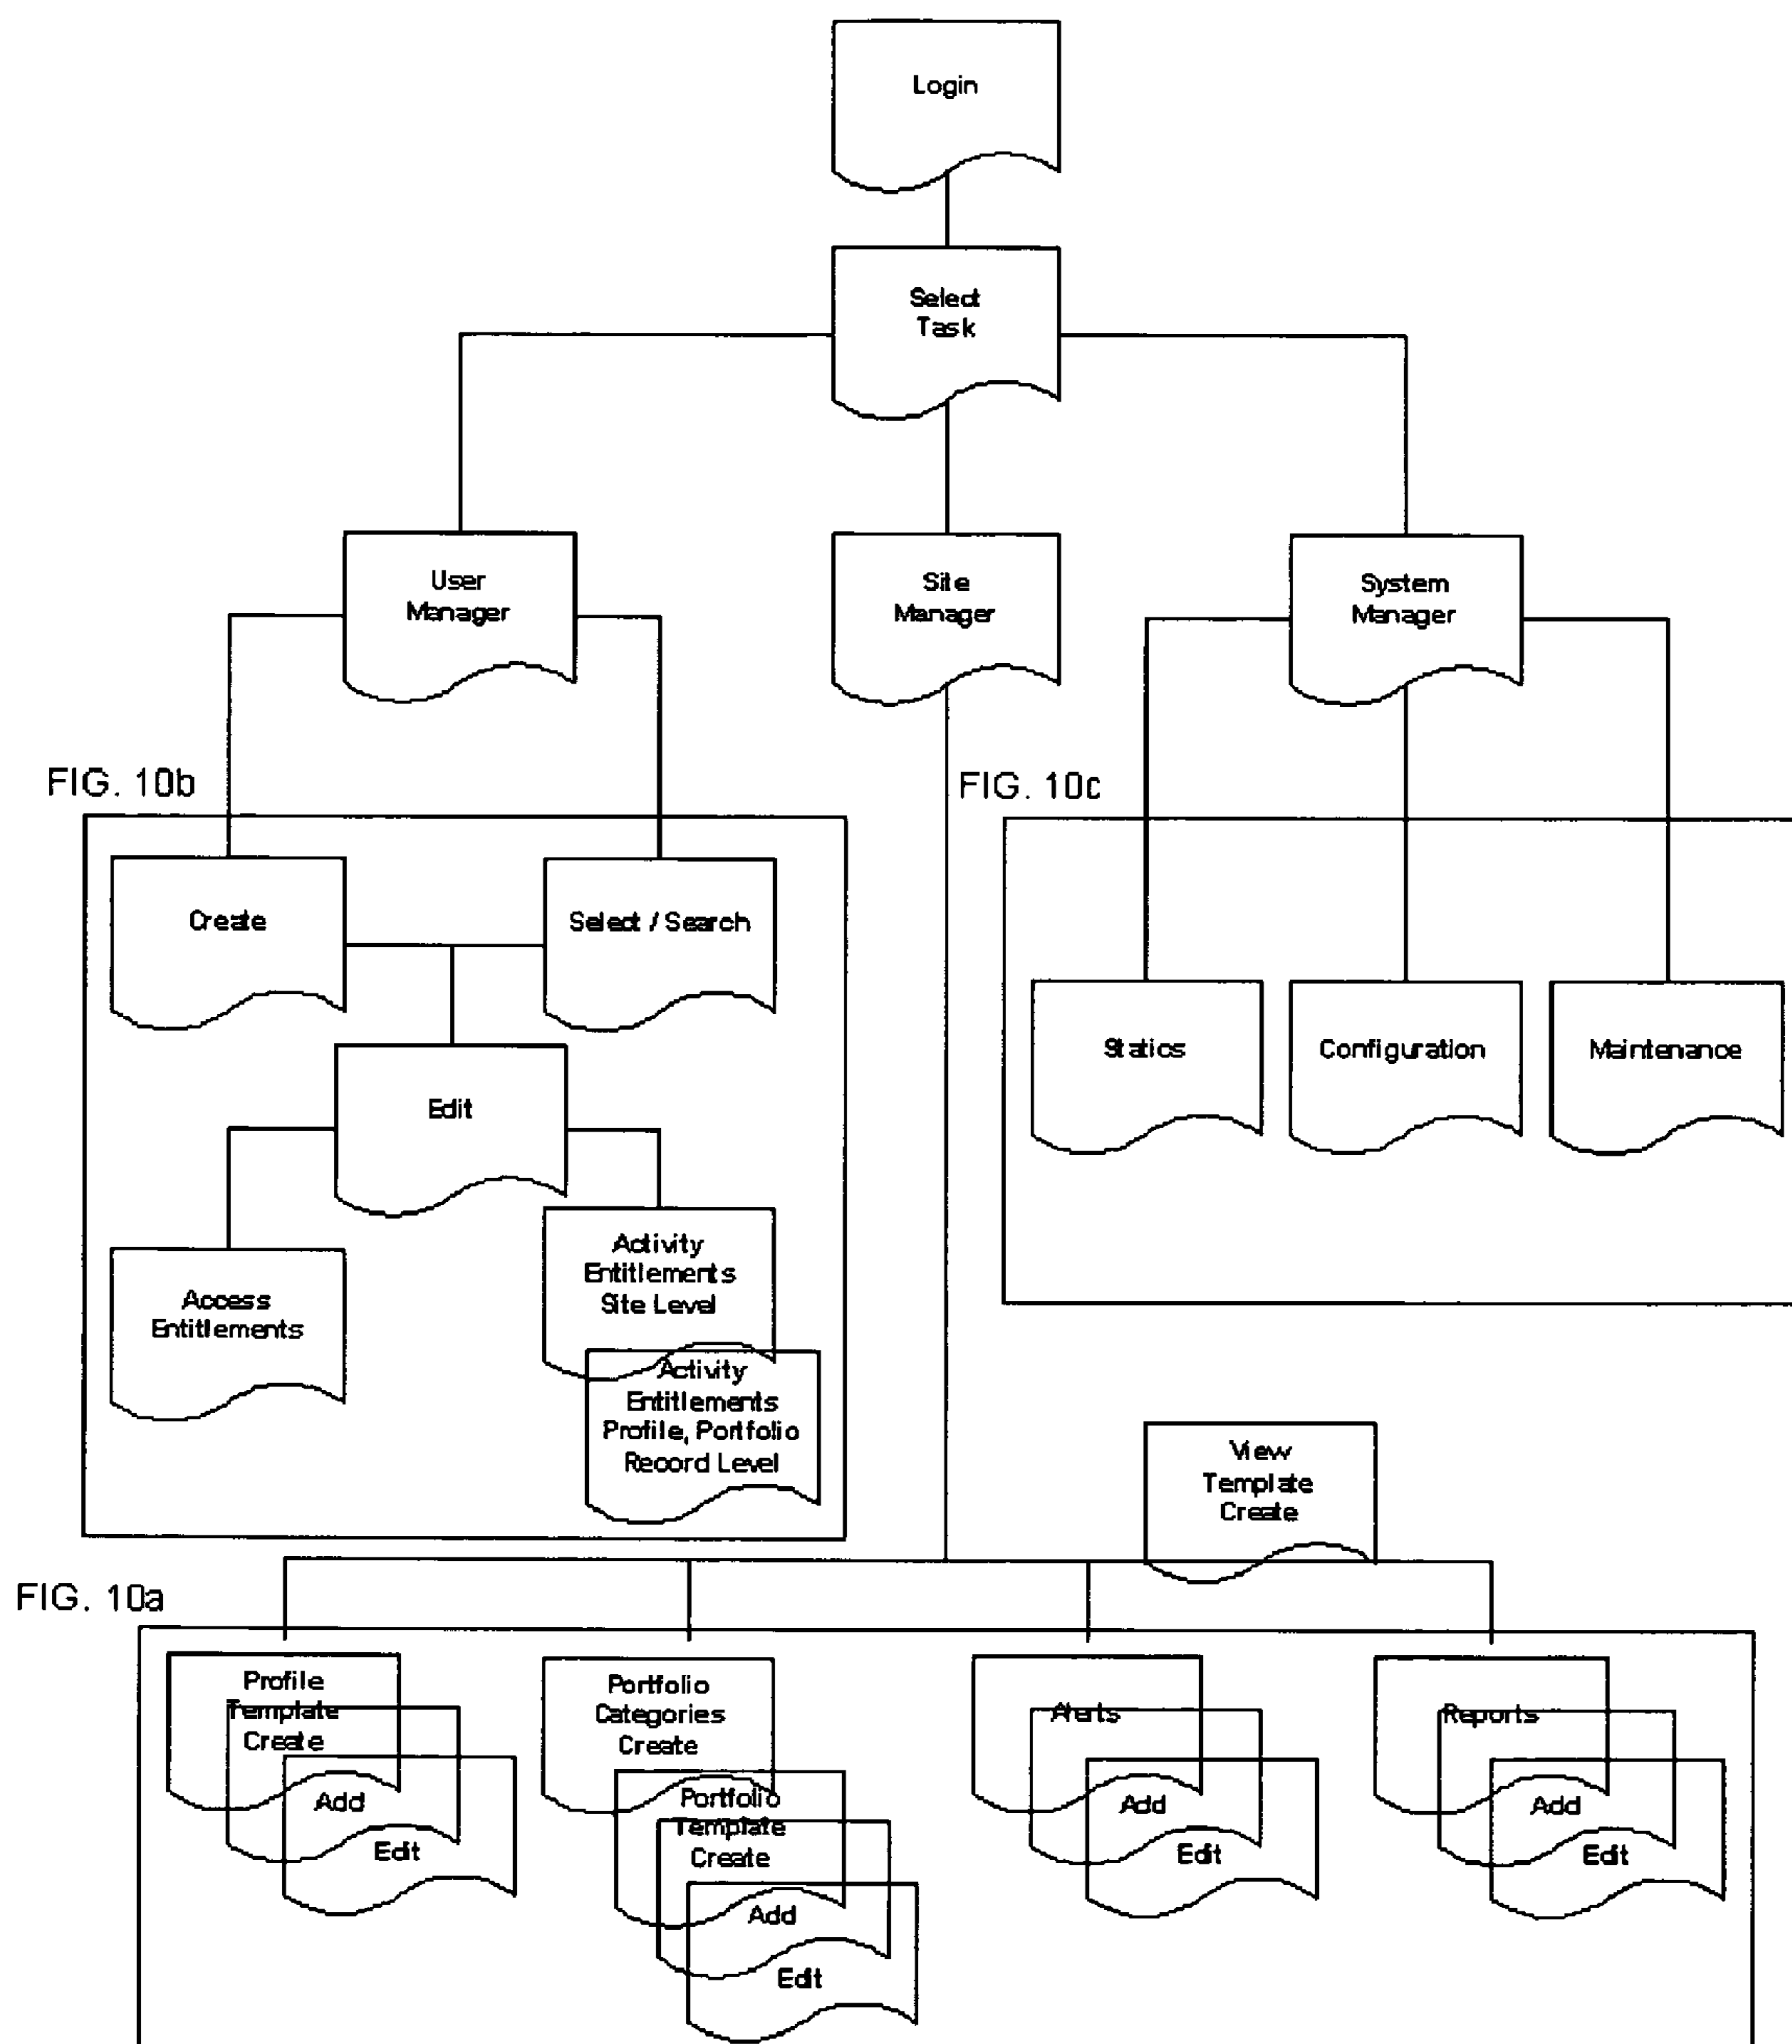 Login
Select
Task
User
Manager
Site
Manager
System
Manager
FIG. 10b
FIG. 10c
Create
Select / Search
Edit
Access
Entitlements
Activity
Entitlements
Site Level
Activity
Entitlements
Profile, Portfolio
Record Level
Statics
Configuration
Maintenance
View
Template
Create
FIG. 10a
Profile
Template
Create
Add
Edit
Portfolio
Categories
Create
Portfolio
Template
Create
Add
Edit
Alerts
Add
Edit
Reports
Add
Edit